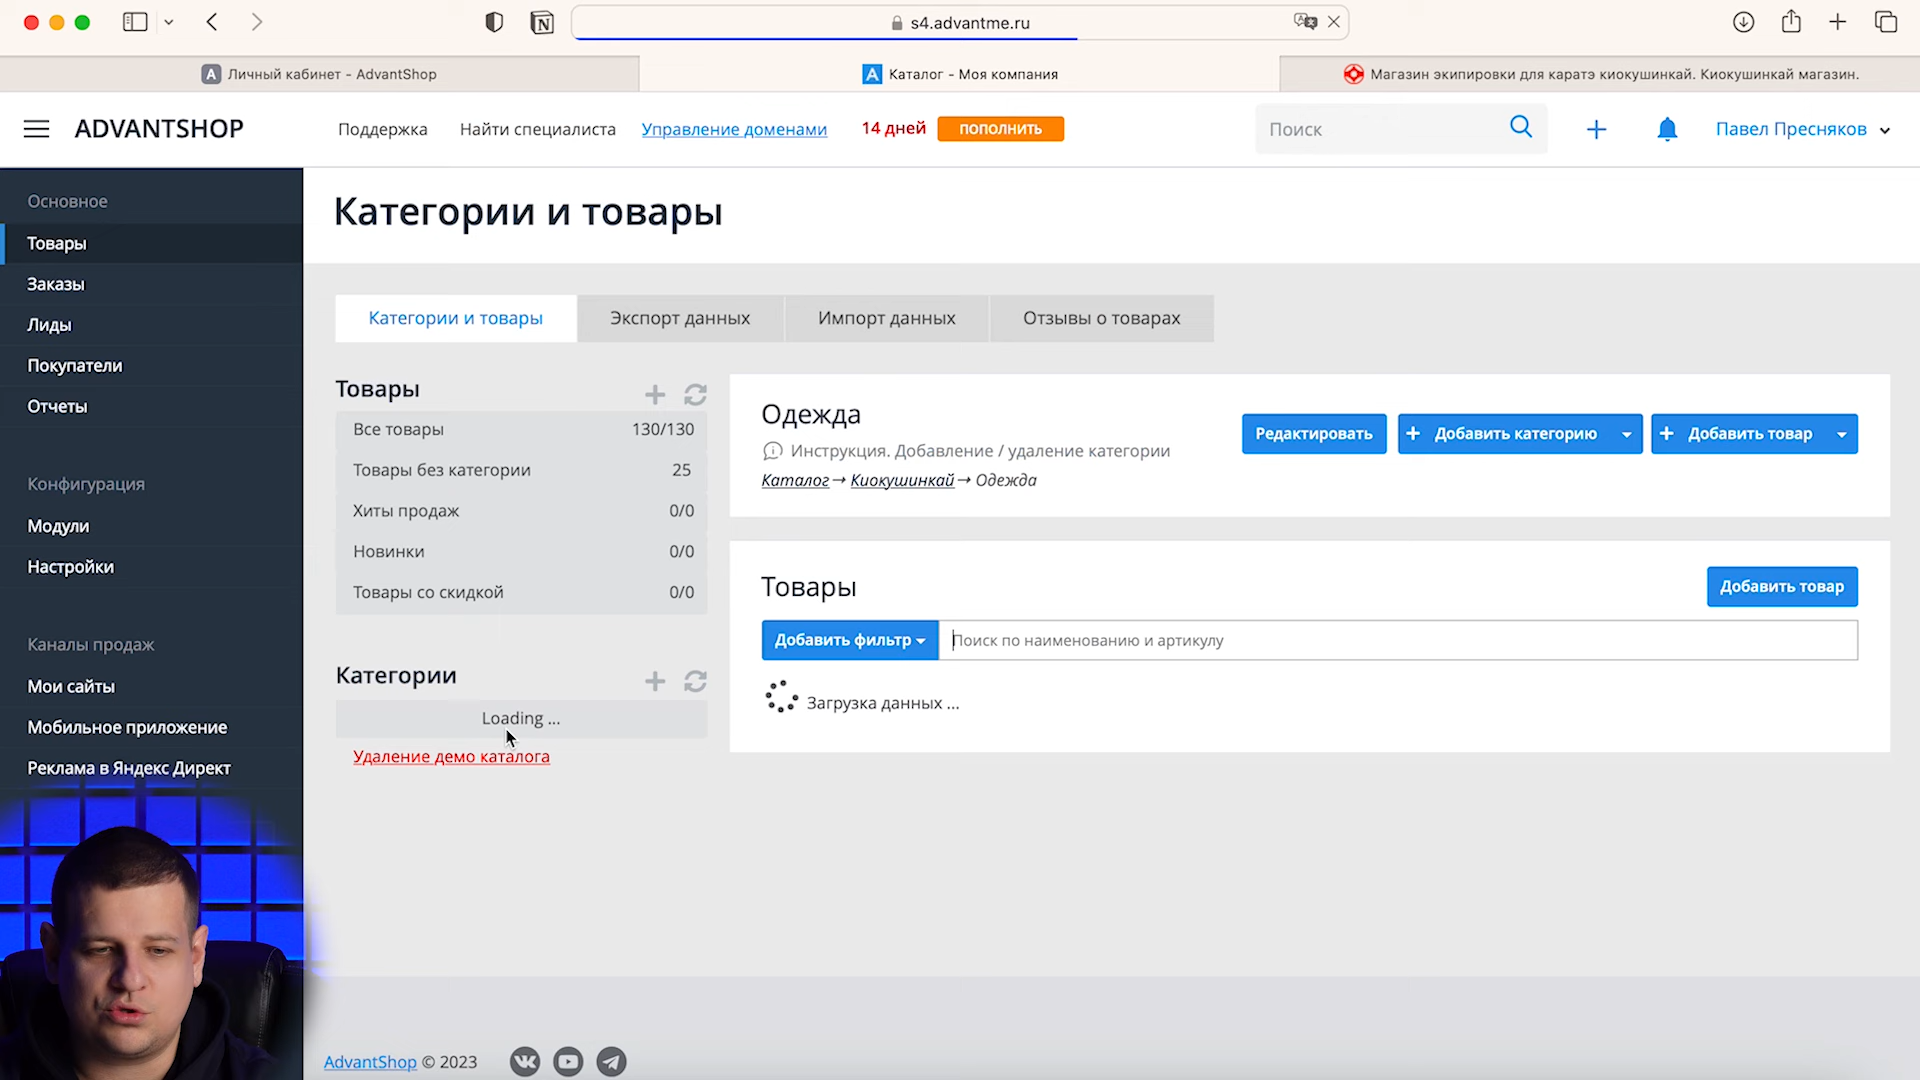 s4.advantme.ru
Личный кабинет - AdvantShop
Каталог - Моя компания
Магазин экипировки для каратэ киокушинкай. Киокушинкай магазин.
ADVANTSHOP
Поддержка
Найти специалиста
Управление доменами
14 дней
ПОПОЛНИТЬ
Поиск
Павел Пресняков
Основное
Товары
Заказы
Лиды
Покупатели
Отчеты
Конфигурация
Модули
Настройки
Каналы продаж
Мои сайты
Мобильное приложение
Реклама в Яндекс Директ
Категории и товары
Категории и товары
Экспорт данных
Импорт данных
Отзывы о товарах
Товары
Все товары 130/130
Товары без категории 25
Хиты продаж 0/0
Новинки 0/0
Товары со скидкой 0/0
Категории
Loading ...
Удаление демо каталога
Одежда
Инструкция. Добавление / удаление категории
Каталог → Киокушинкай → Одежда
Редактировать
+ Добавить категорию
+ Добавить товар
Товары
Добавить товар
Добавить фильтр
Поиск по наименованию и артикулу
Загрузка данных ...
AdvantShop © 2023